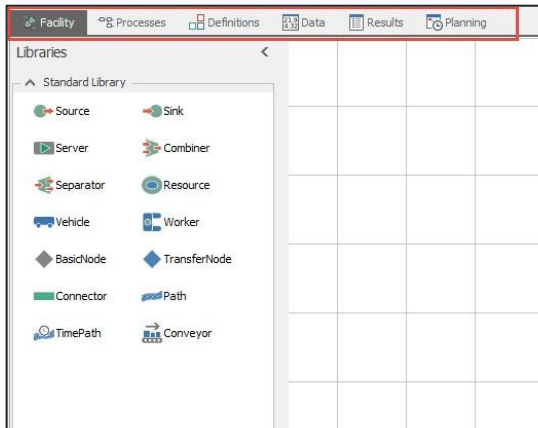 Facility Processes Definitions Data Results Planning
Libraries
Standard Library
Source Sink
Server Combiner
Separator Resource
Vehicle Worker
BasicNode TransferNode
Connector Path
TimePath Conveyor